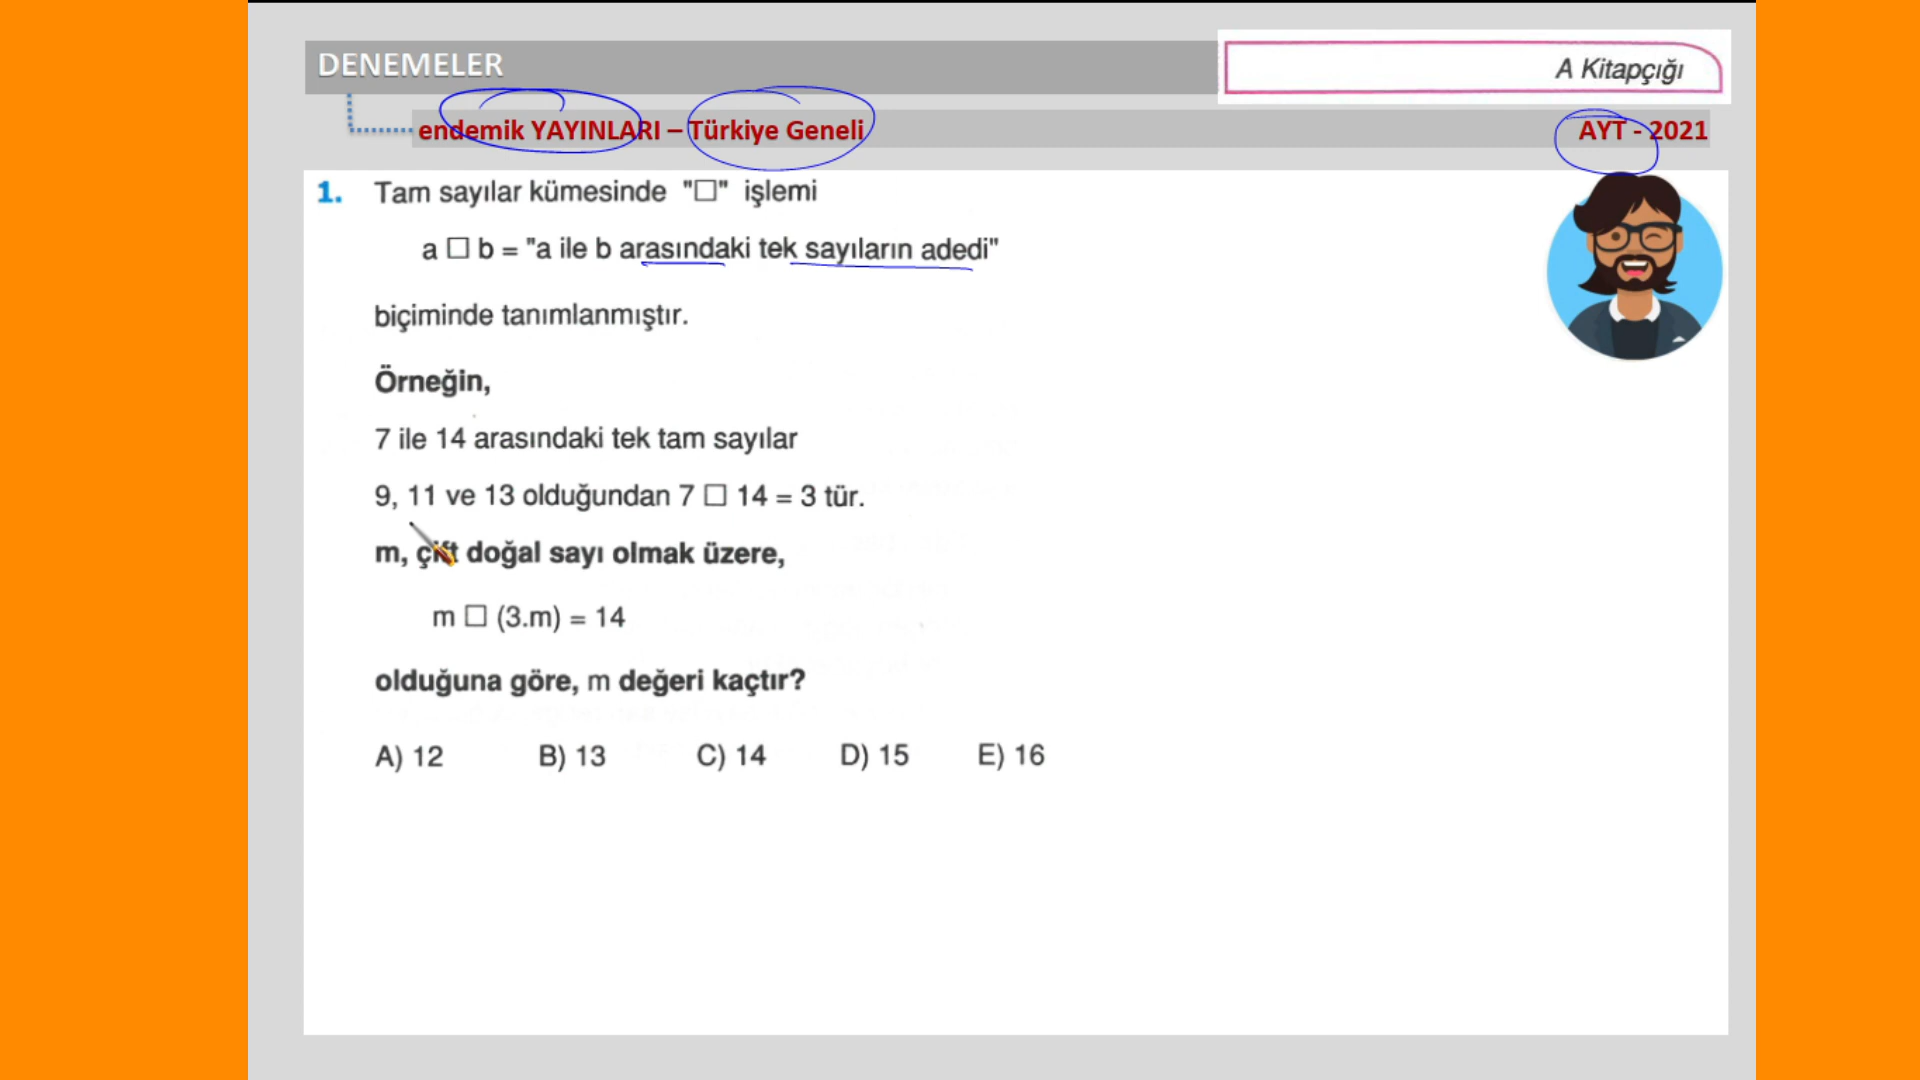 DENEMELER
A Kitapçığı
endemik YAYINLARI – Türkiye Geneli
AYT - 2021
1. Tam sayılar kümesinde "□" işlemi
a □ b = "a ile b arasındaki tek sayıların adedi"
biçiminde tanımlanmıştır.
Örneğin,
7 ile 14 arasındaki tek tam sayılar
9, 11 ve 13 olduğundan 7 □ 14 = 3 tür.
m, çift doğal sayı olmak üzere,
m □ (3.m) = 14
olduğuna göre, m değeri kaçtır?
A) 12 B) 13 C) 14 D) 15 E) 16